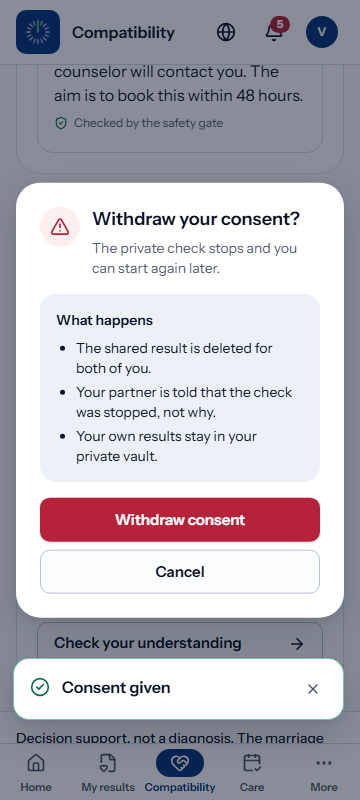 Compatibility
5
V
counselor will contact you. The
aim is to book this within 48 hours.
Checked by the safety gate
Withdraw your consent?
The private check stops and you
can start again later.
What happens
• The shared result is deleted for
both of you.
• Your partner is told that the check
was stopped, not why.
• Your own results stay in your
private vault.
Withdraw consent
Cancel
Check your understanding
Consent given
Decision support, not a diagnosis. The marriage
Home
My results
Compatibility
Care
More